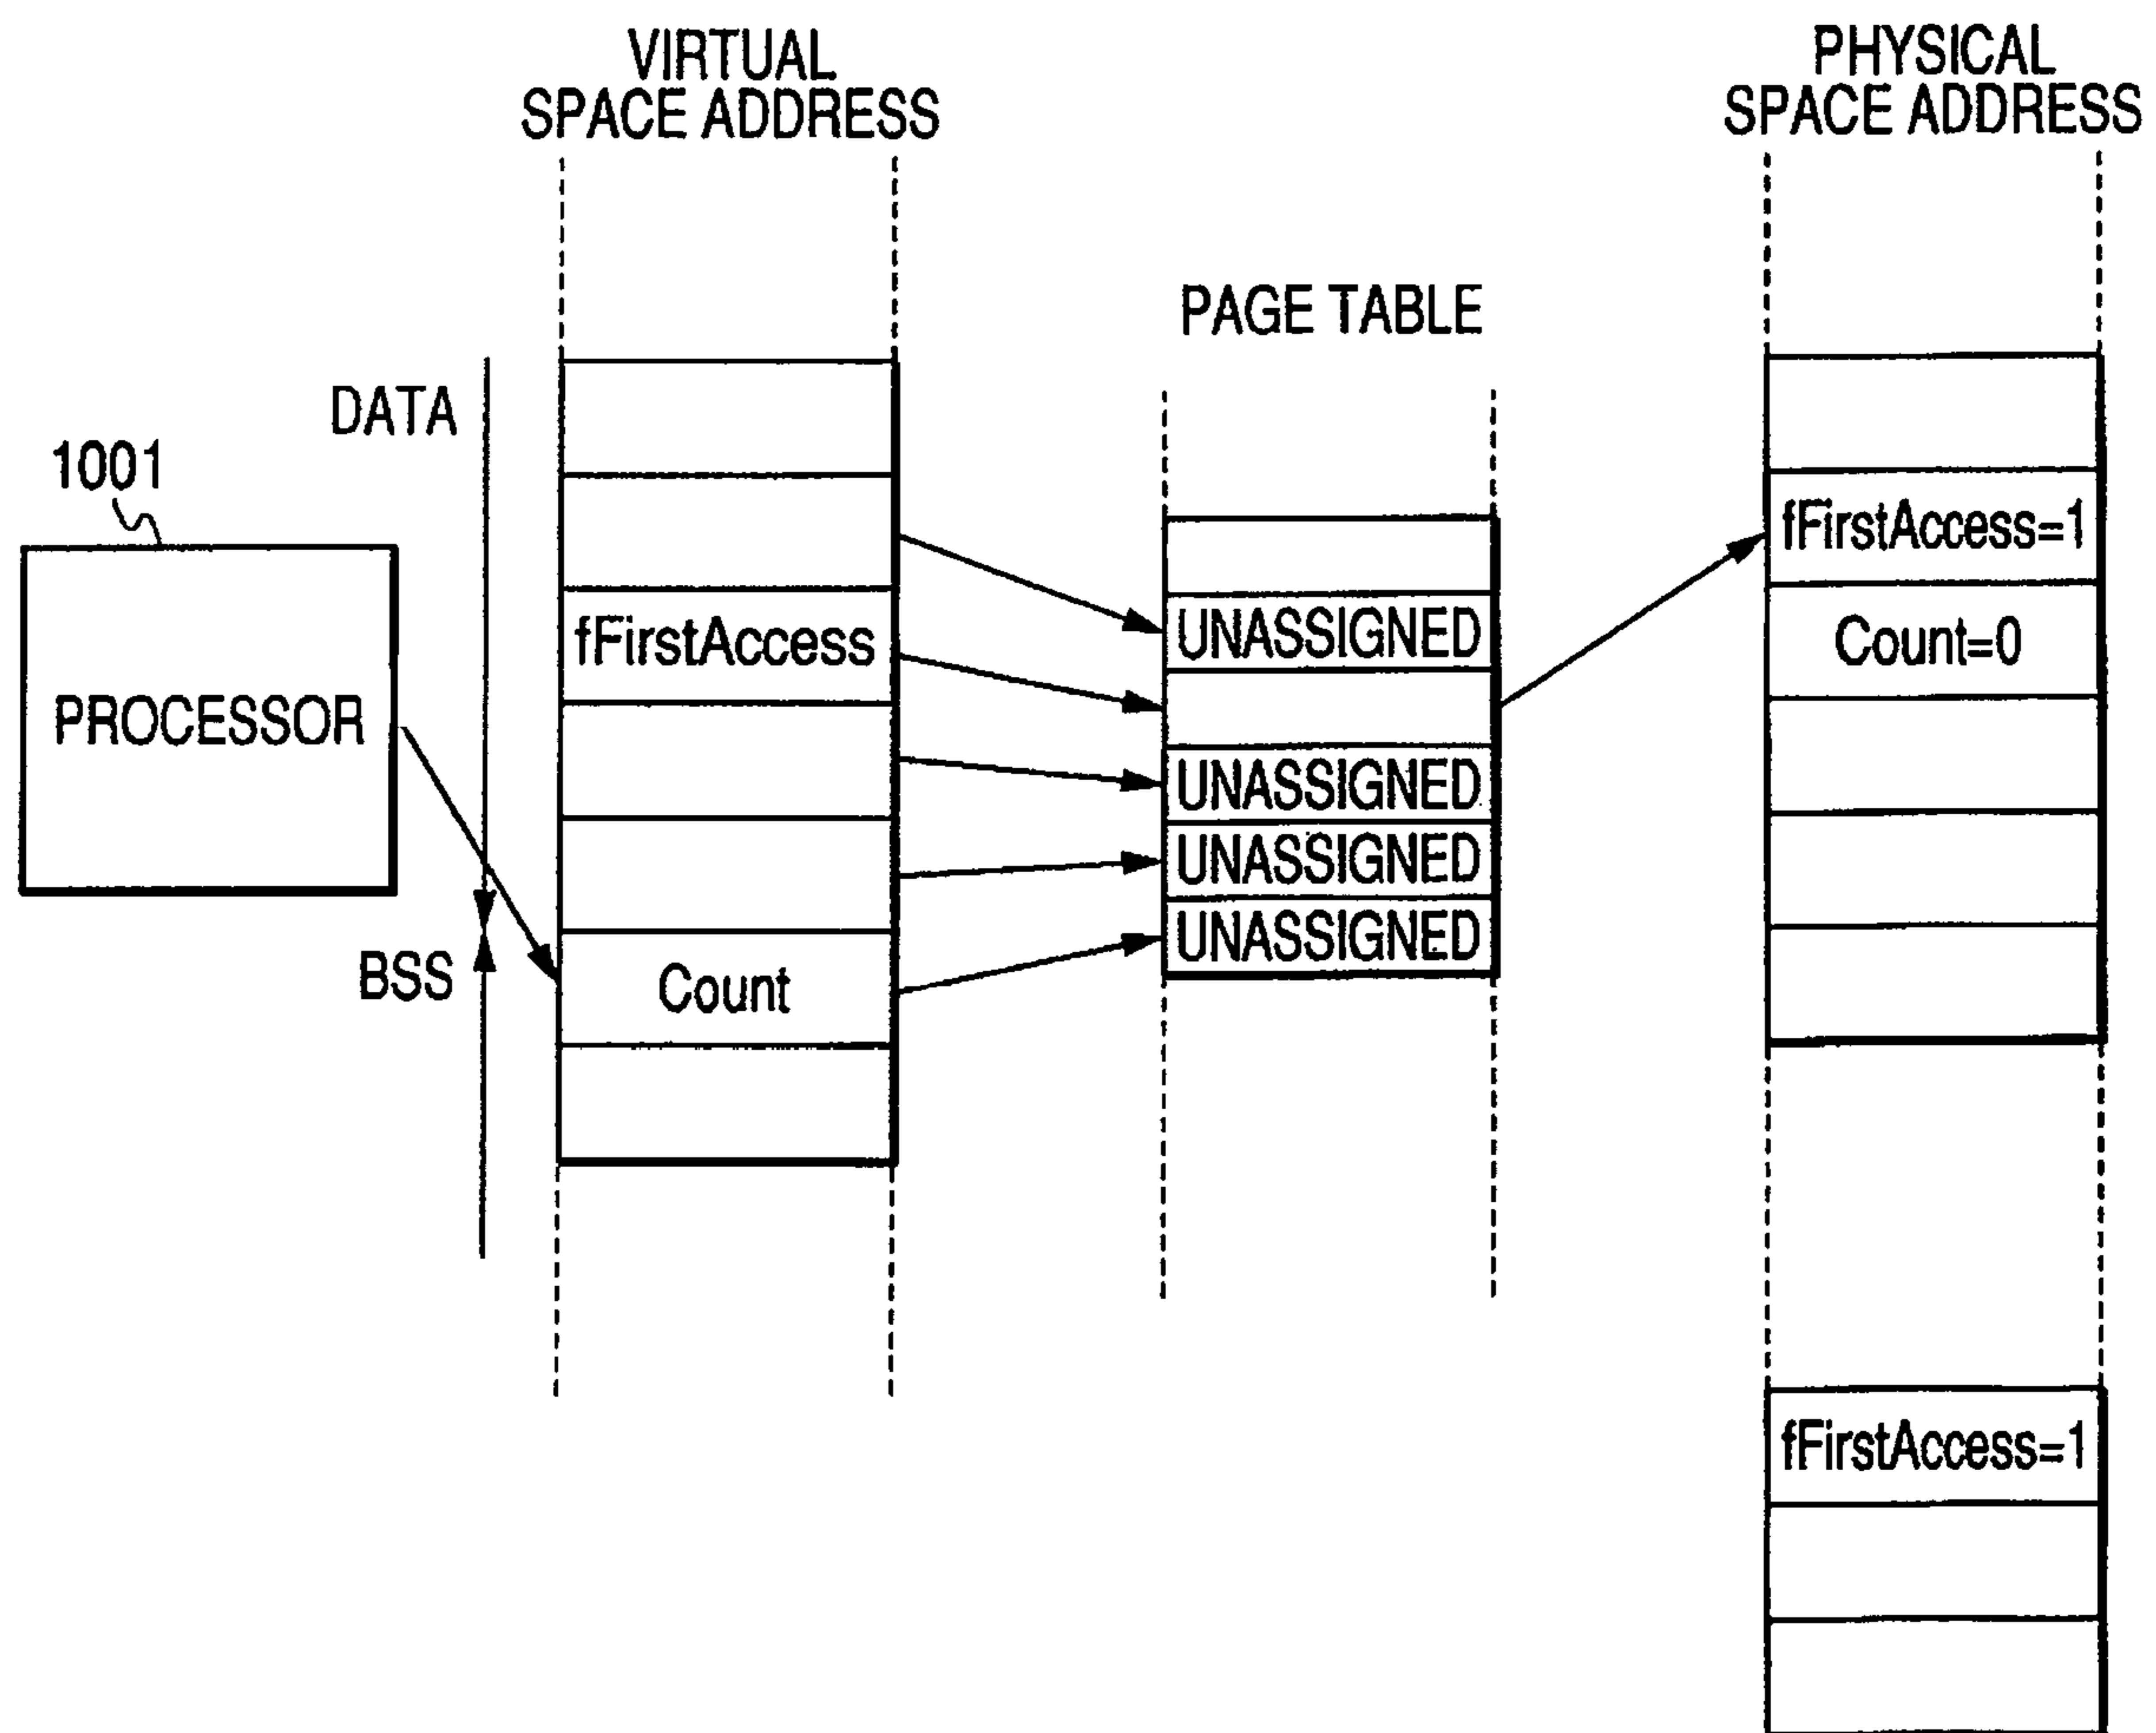 VIRTUAL
SPACE ADDRESS
PHYSICAL
SPACE ADDRESS
PAGE TABLE
DATA
1001
PROCESSOR
BSS
fFirstAccess
Count
UNASSIGNED
UNASSIGNED
UNASSIGNED
UNASSIGNED
fFirstAccess=1
Count=0
fFirstAccess=1